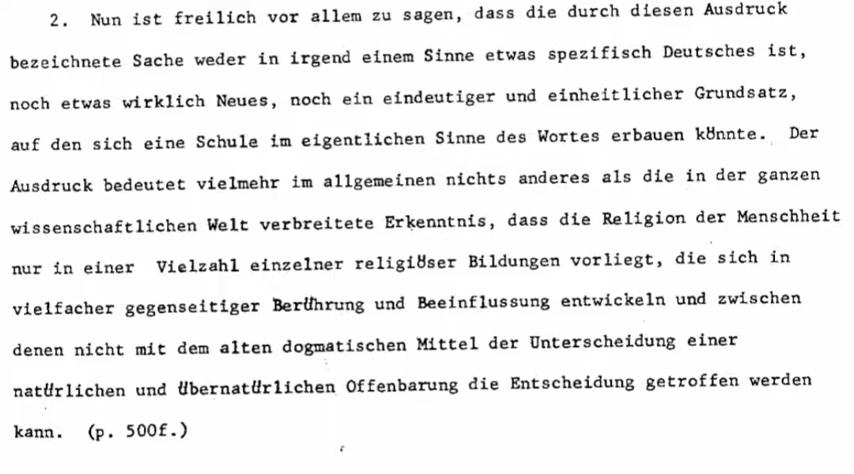 2. Nun ist freilich vor allem zu sagen, dass die durch diesen Ausdruck
bezeichnete Sache weder in irgend einem Sinne etwas spezifisch Deutsches ist,
noch etwas wirklich Neues, noch ein eindeutiger und einheitlicher Grundsatz,
auf den sich eine Schule im eigentlichen Sinne des Wortes erbauen könnte. Der
Ausdruck bedeutet vielmehr im allgemeinen nichts anderes als die in der ganzen
wissenschaftlichen Welt verbreitete Erkenntnis, dass die Religion der Menschheit
nur in einer Vielzahl einzelner religiöser Bildungen vorliegt, die sich in
vielfacher gegenseitiger Berührung und Beeinflussung entwickeln und zwischen
denen nicht mit dem alten dogmatischen Mittel der Unterscheidung einer
natürlichen und übernatürlichen Offenbarung die Entscheidung getroffen werden
kann. (p. 500f.)